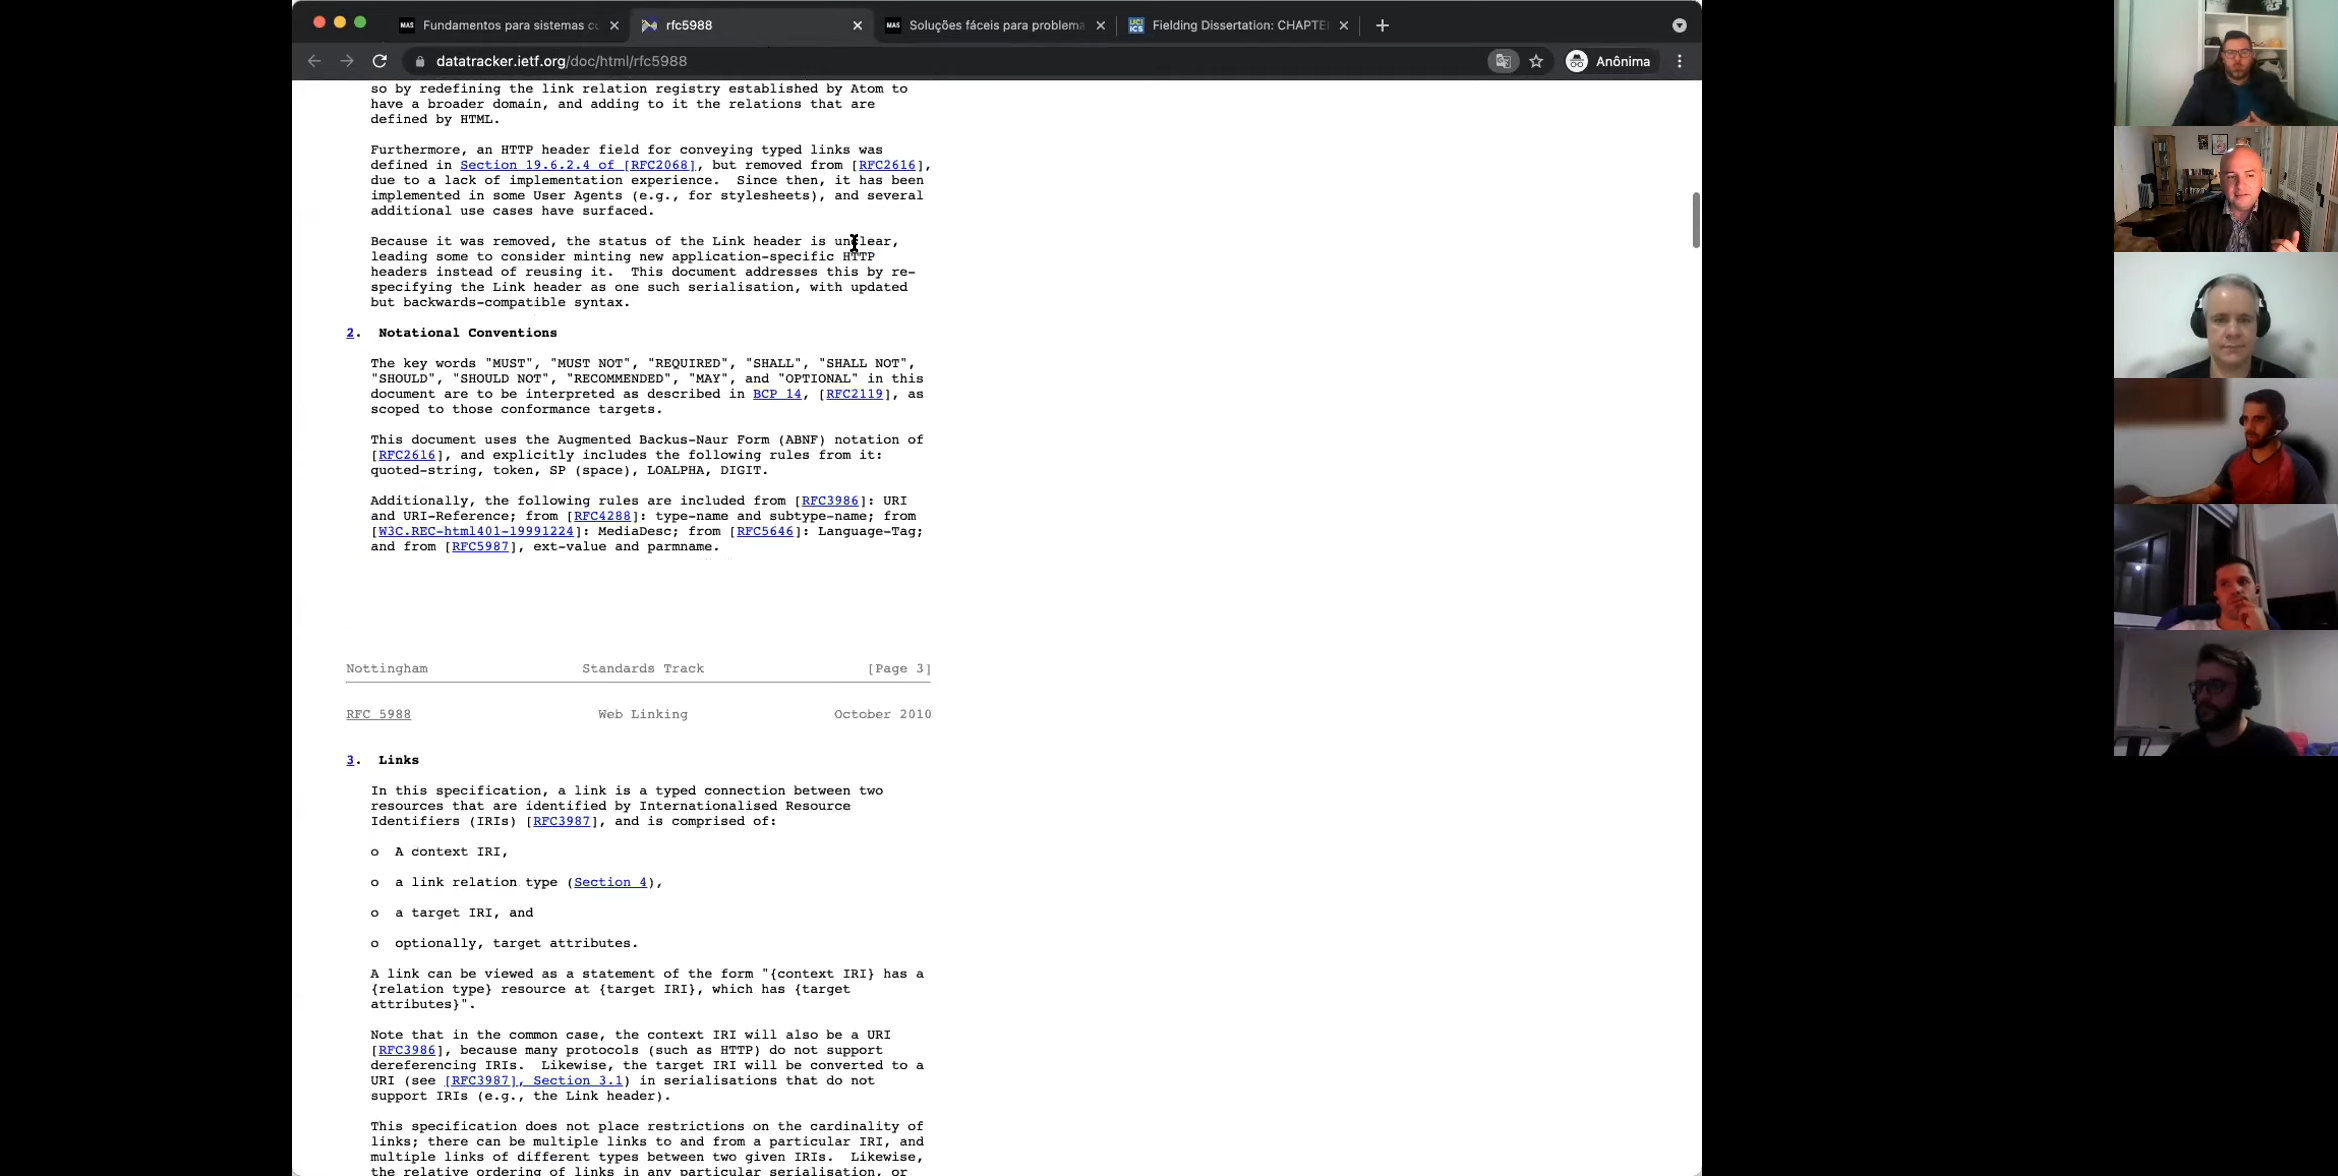 Fundamentos para sistemas co
rfc5988
Soluções fáceis para problema
Fielding Dissertation: CHAPTE
datatracker.ietf.org/doc/html/rfc5988
Anônima
so by redefining the link relation registry established by Atom to
have a broader domain, and adding to it the relations that are
defined by HTML.
Furthermore, an HTTP header field for conveying typed links was
defined in Section 19.6.2.4 of [RFC2068], but removed from [RFC2616],
due to a lack of implementation experience.  Since then, it has been
implemented in some User Agents (e.g., for stylesheets), and several
additional use cases have surfaced.
Because it was removed, the status of the Link header is unclear,
leading some to consider minting new application-specific HTTP
headers instead of reusing it.  This document addresses this by re-
specifying the Link header as one such serialisation, with updated
but backwards-compatible syntax.
2.  Notational Conventions
The key words "MUST", "MUST NOT", "REQUIRED", "SHALL", "SHALL NOT",
"SHOULD", "SHOULD NOT", "RECOMMENDED", "MAY", and "OPTIONAL" in this
document are to be interpreted as described in BCP 14, [RFC2119], as
scoped to those conformance targets.
This document uses the Augmented Backus-Naur Form (ABNF) notation of
[RFC2616], and explicitly includes the following rules from it:
quoted-string, token, SP (space), LOALPHA, DIGIT.
Additionally, the following rules are included from [RFC3986]: URI
and URI-Reference; from [RFC4288]: type-name and subtype-name; from
[W3C.REC-html401-19991224]: MediaDesc; from [RFC5646]: Language-Tag;
and from [RFC5987], ext-value and parmname.
Nottingham Standards Track [Page 3]
RFC 5988 Web Linking October 2010
3.  Links
In this specification, a link is a typed connection between two
resources that are identified by Internationalised Resource
Identifiers (IRIs) [RFC3987], and is comprised of:
o  A context IRI,
o  a link relation type (Section 4),
o  a target IRI, and
o  optionally, target attributes.
A link can be viewed as a statement of the form "{context IRI} has a
{relation type} resource at {target IRI}, which has {target
attributes}".
Note that in the common case, the context IRI will also be a URI
[RFC3986], because many protocols (such as HTTP) do not support
dereferencing IRIs.  Likewise, the target IRI will be converted to a
URI (see [RFC3987], Section 3.1) in serialisations that do not
support IRIs (e.g., the Link header).
This specification does not place restrictions on the cardinality of
links; there can be multiple links to and from a particular IRI, and
multiple links of different types between two given IRIs.  Likewise,
the relative ordering of links in any particular serialisation, or